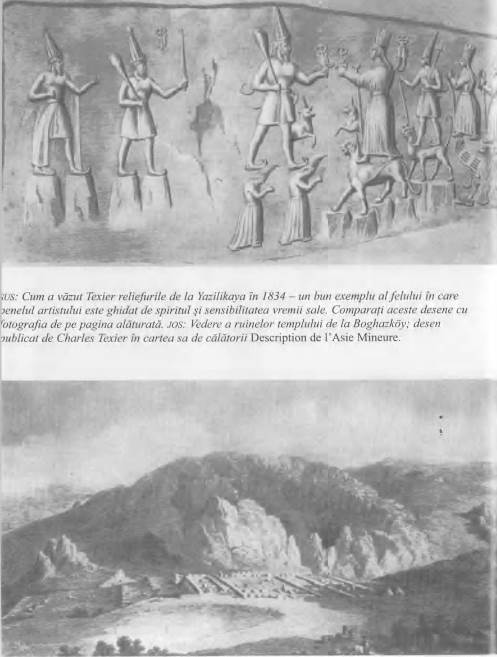 SUS: Cum a văzut Texier reliefurile de la Yazilikaya în 1834 – un bun exemplu al felului în care
penelul artistului este ghidat de spiritul şi sensibilitatea vremii sale. Comparaţi aceste desene cu
fotografia de pe pagina alăturată. JOS: Vedere a ruinelor templului de la Boghazköy; desen
publicat de Charles Texier în cartea sa de călătorii Description de l'Asie Mineure.